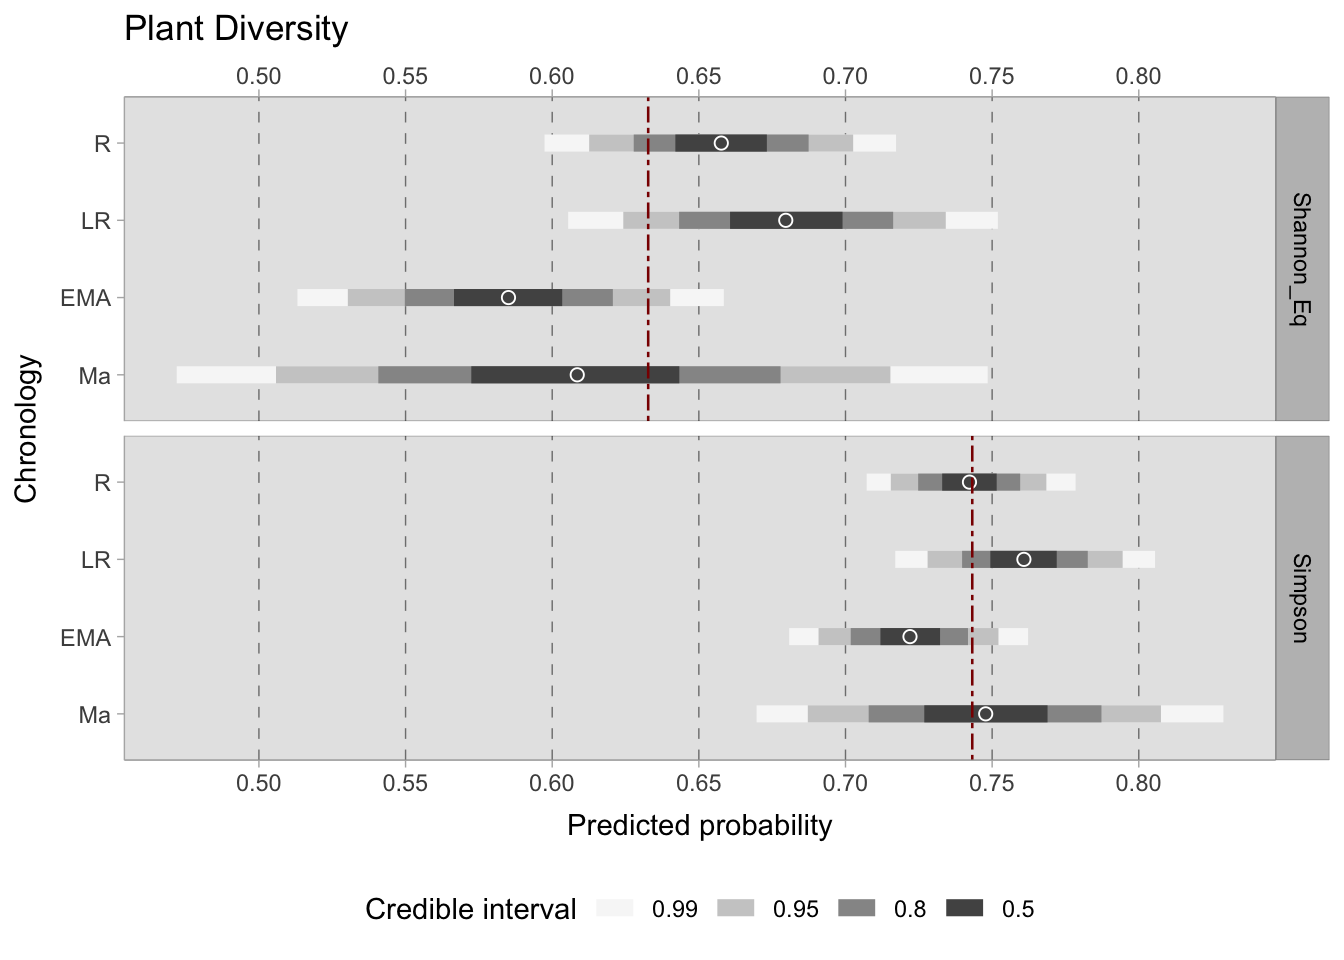 Plant Diversity
0.50 0.55 0.60 0.65 0.70 0.75 0.80
R
LR
EMA
Ma
Shannon_Eq
Chronology
R
LR
EMA
Ma
Simpson
0.50 0.55 0.60 0.65 0.70 0.75 0.80
Predicted probability
Credible interval 0.99 0.95 0.8 0.5